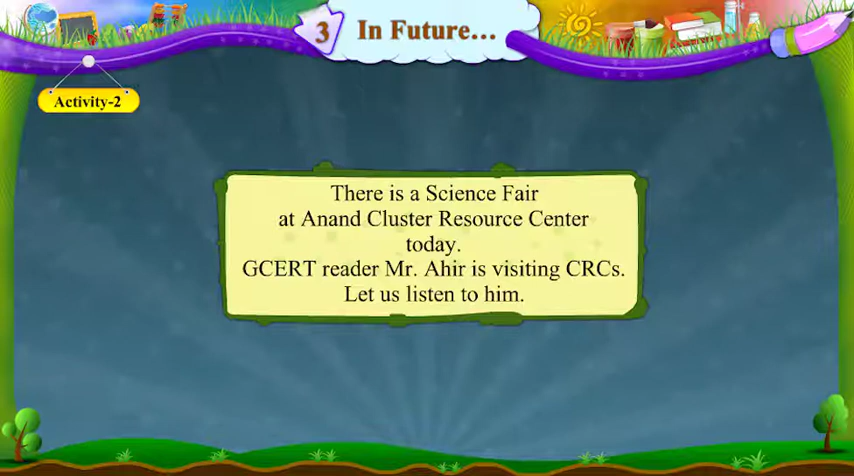 3 In Future...
Activity-2
There is a Science Fair
at Anand Cluster Resource Center
today.
GCERT reader Mr. Ahir is visiting CRCs.
Let us listen to him.